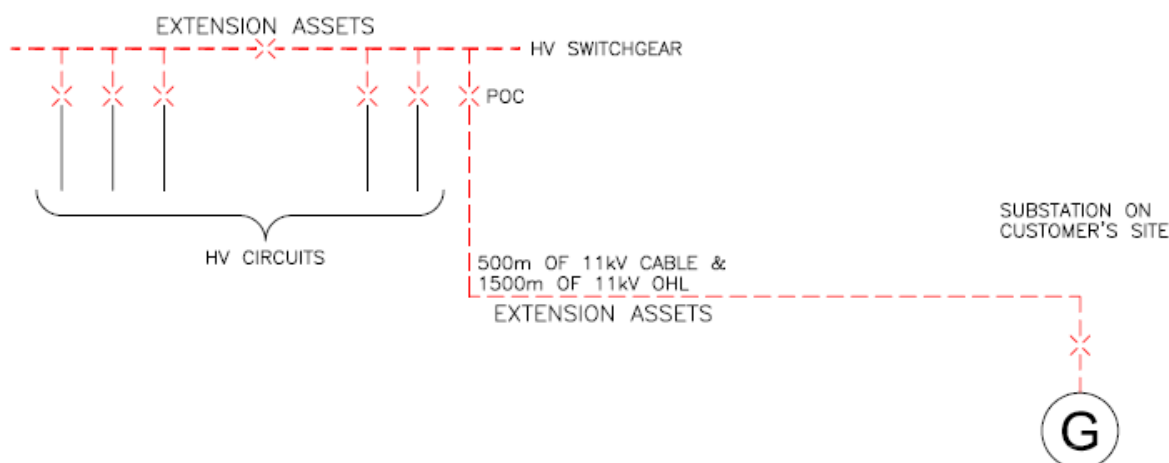 EXTENSION ASSETS
HV SWITCHGEAR
POC
HV CIRCUITS
SUBSTATION ON
CUSTOMER'S SITE
500m OF 11kV CABLE &
1500m OF 11kV OHL
EXTENSION ASSETS
G